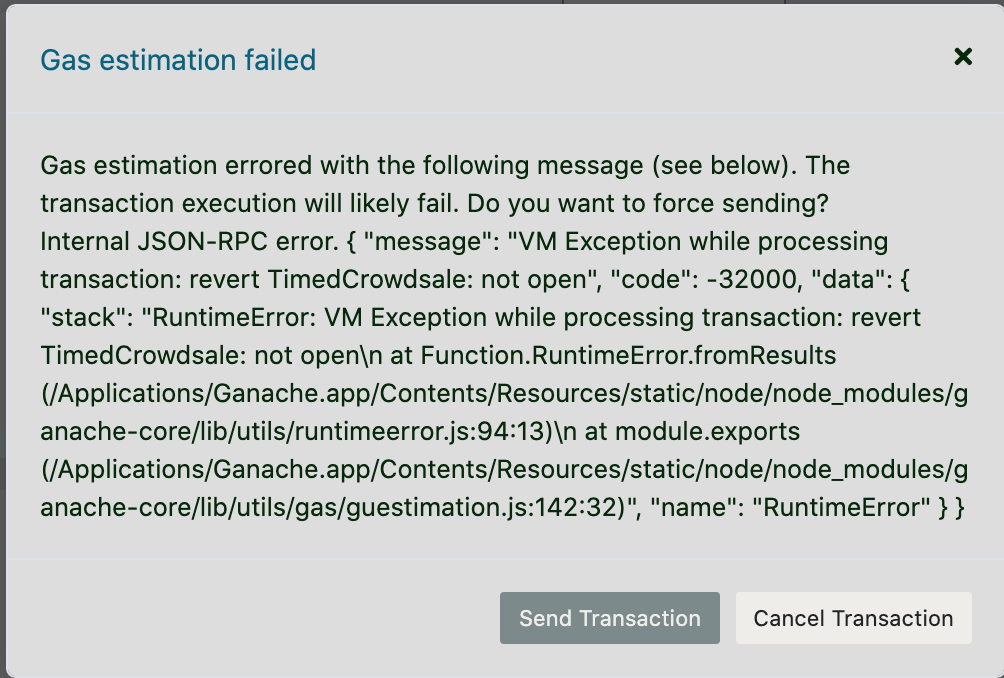 Gas estimation failed
Gas estimation errored with the following message (see below). The
transaction execution will likely fail. Do you want to force sending?
Internal JSON-RPC error. { "message": "VM Exception while processing
transaction: revert TimedCrowdsale: not open", "code": -32000, "data": {
"stack": "RuntimeError: VM Exception while processing transaction: revert
TimedCrowdsale: not open\n at Function.RuntimeError.fromResults
(/Applications/Ganache.app/Contents/Resources/static/node/node_modules/g
anache-core/lib/utils/runtimeerror.js:94:13)\n at module.exports
(/Applications/Ganache.app/Contents/Resources/static/node/node_modules/g
anache-core/lib/utils/gas/guestimation.js:142:32)", "name": "RuntimeError" } }
Send Transaction
Cancel Transaction